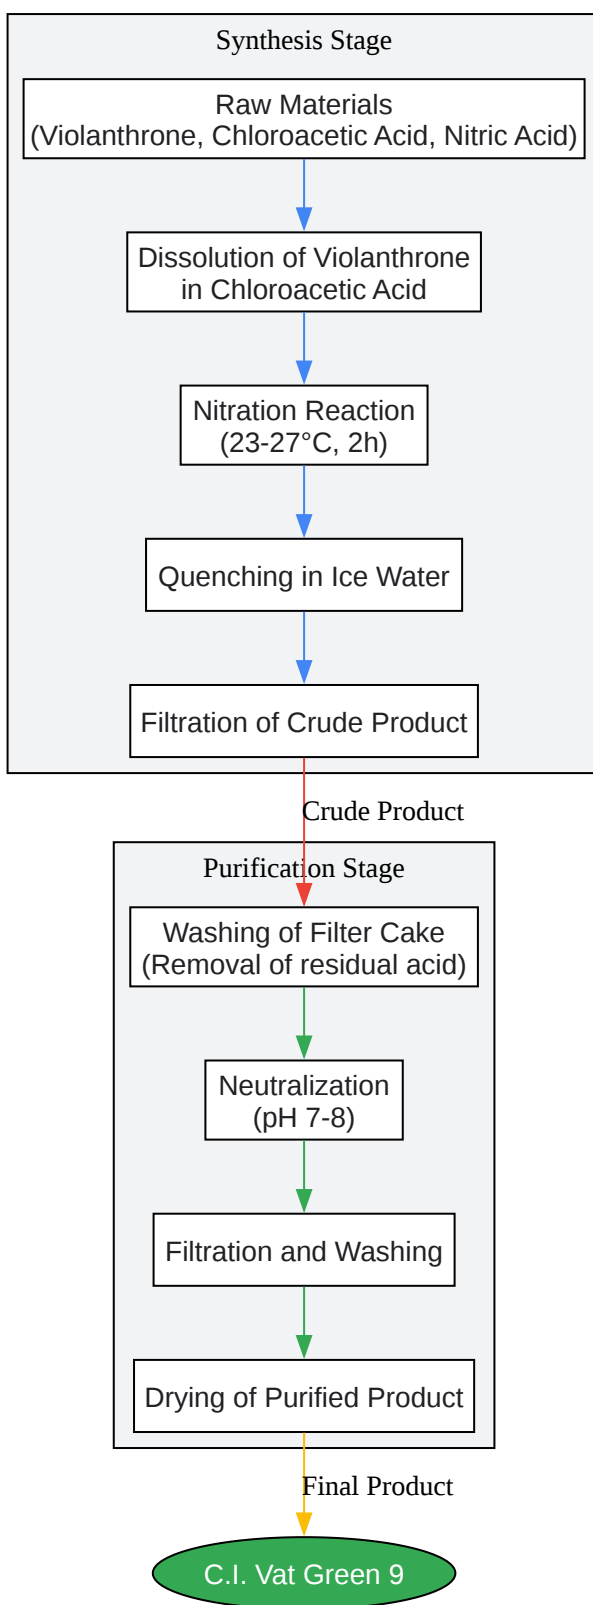 Synthesis Stage
Raw Materials
(Violanthrone, Chloroacetic Acid, Nitric Acid)
Dissolution of Violanthrone
in Chloroacetic Acid
Nitration Reaction
(23-27°C, 2h)
Quenching in Ice Water
Filtration of Crude Product
Crude Product
Purification Stage
Washing of Filter Cake
(Removal of residual acid)
Neutralization
(pH 7-8)
Filtration and Washing
Drying of Purified Product
Final Product
C.I. Vat Green 9